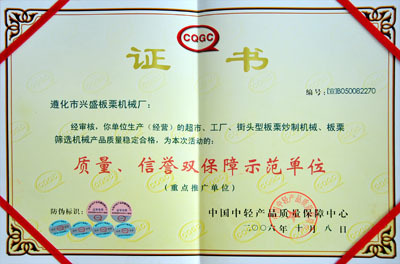 CQGC
证 书
编号：DBJB050082270
遵化市兴盛板栗机械厂：
经审核，你单位生产（经营）的超市、工厂、街头型板栗炒制机械、板栗
筛选机械产品质量稳定合格，为本次活动的：
质量、信誉双保障示范单位
（重点推广单位）
防伪标识：
中国中轻产品质量保障中心
二〇〇六年十月八日